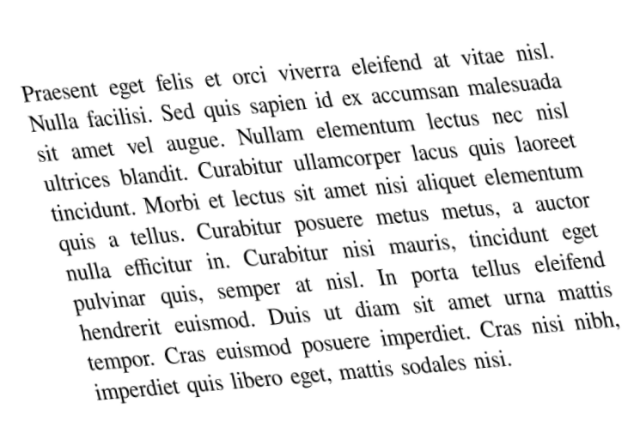 Praesent eget felis et orci viverra eleifend at vitae nisl.
Nulla facilisi. Sed quis sapien id ex accumsan malesuada
sit amet vel augue. Nullam elementum lectus nec nisl
ultrices blandit. Curabitur ullamcorper lacus quis laoreet
tincidunt. Morbi et lectus sit amet nisi aliquet elementum
quis a tellus. Curabitur posuere metus metus, a auctor
nulla efficitur in. Curabitur nisi mauris, tincidunt eget
pulvinar quis, semper at nisl. In porta tellus eleifend
hendrerit euismod. Duis ut diam sit amet urna mattis
tempor. Cras euismod posuere imperdiet. Cras nisi nibh,
imperdiet quis libero eget, mattis sodales nisi.